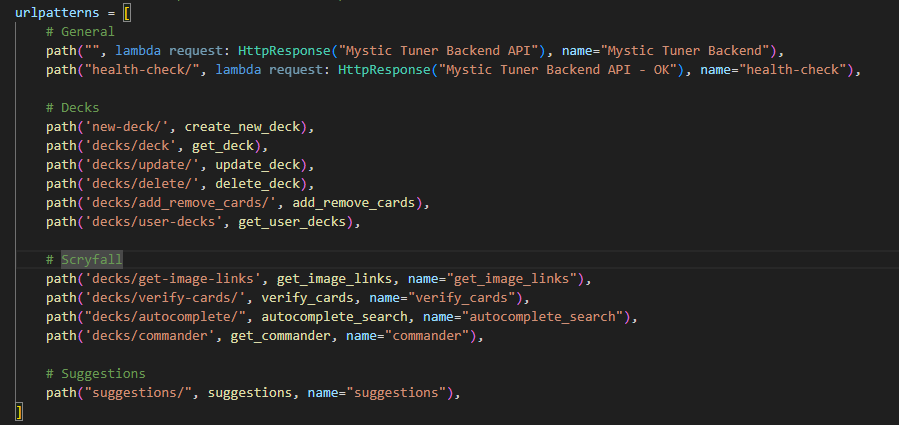 urlpatterns = [
# General
path("", lambda request: HttpResponse("Mystic Tuner Backend API"), name="Mystic Tuner Backend"),
path("health-check/", lambda request: HttpResponse("Mystic Tuner Backend API - OK"), name="health-check"),
# Decks
path('new-deck/', create_new_deck),
path('decks/deck', get_deck),
path('decks/update/', update_deck),
path('decks/delete/', delete_deck),
path('decks/add_remove_cards/', add_remove_cards),
path('decks/user-decks', get_user_decks),
# Scryfall
path('decks/get-image-links', get_image_links, name="get_image_links"),
path('decks/verify-cards/', verify_cards, name="verify_cards"),
path("decks/autocomplete/", autocomplete_search, name="autocomplete_search"),
path('decks/commander', get_commander, name="commander"),
# Suggestions
path("suggestions/", suggestions, name="suggestions"),
]